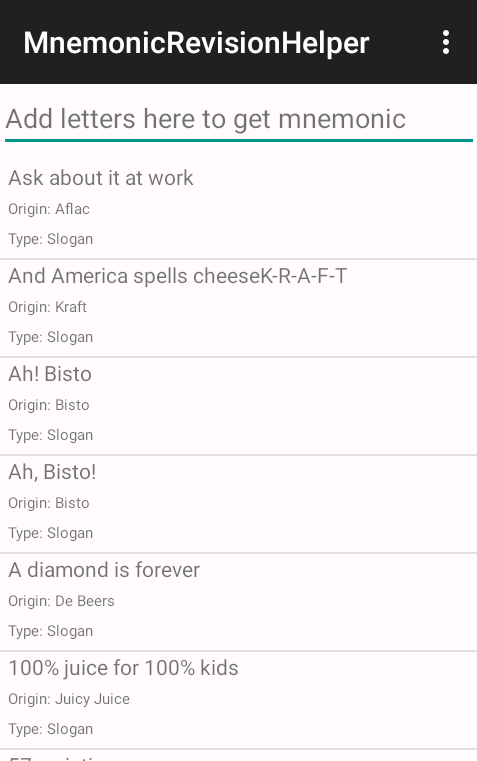 MnemonicRevisionHelper
Add letters here to get mnemonic
Ask about it at work
Origin: Aflac
Type: Slogan
And America spells cheeseK-R-A-F-T
Origin: Kraft
Type: Slogan
Ah! Bisto
Origin: Bisto
Type: Slogan
Ah, Bisto!
Origin: Bisto
Type: Slogan
A diamond is forever
Origin: De Beers
Type: Slogan
100% juice for 100% kids
Origin: Juicy Juice
Type: Slogan